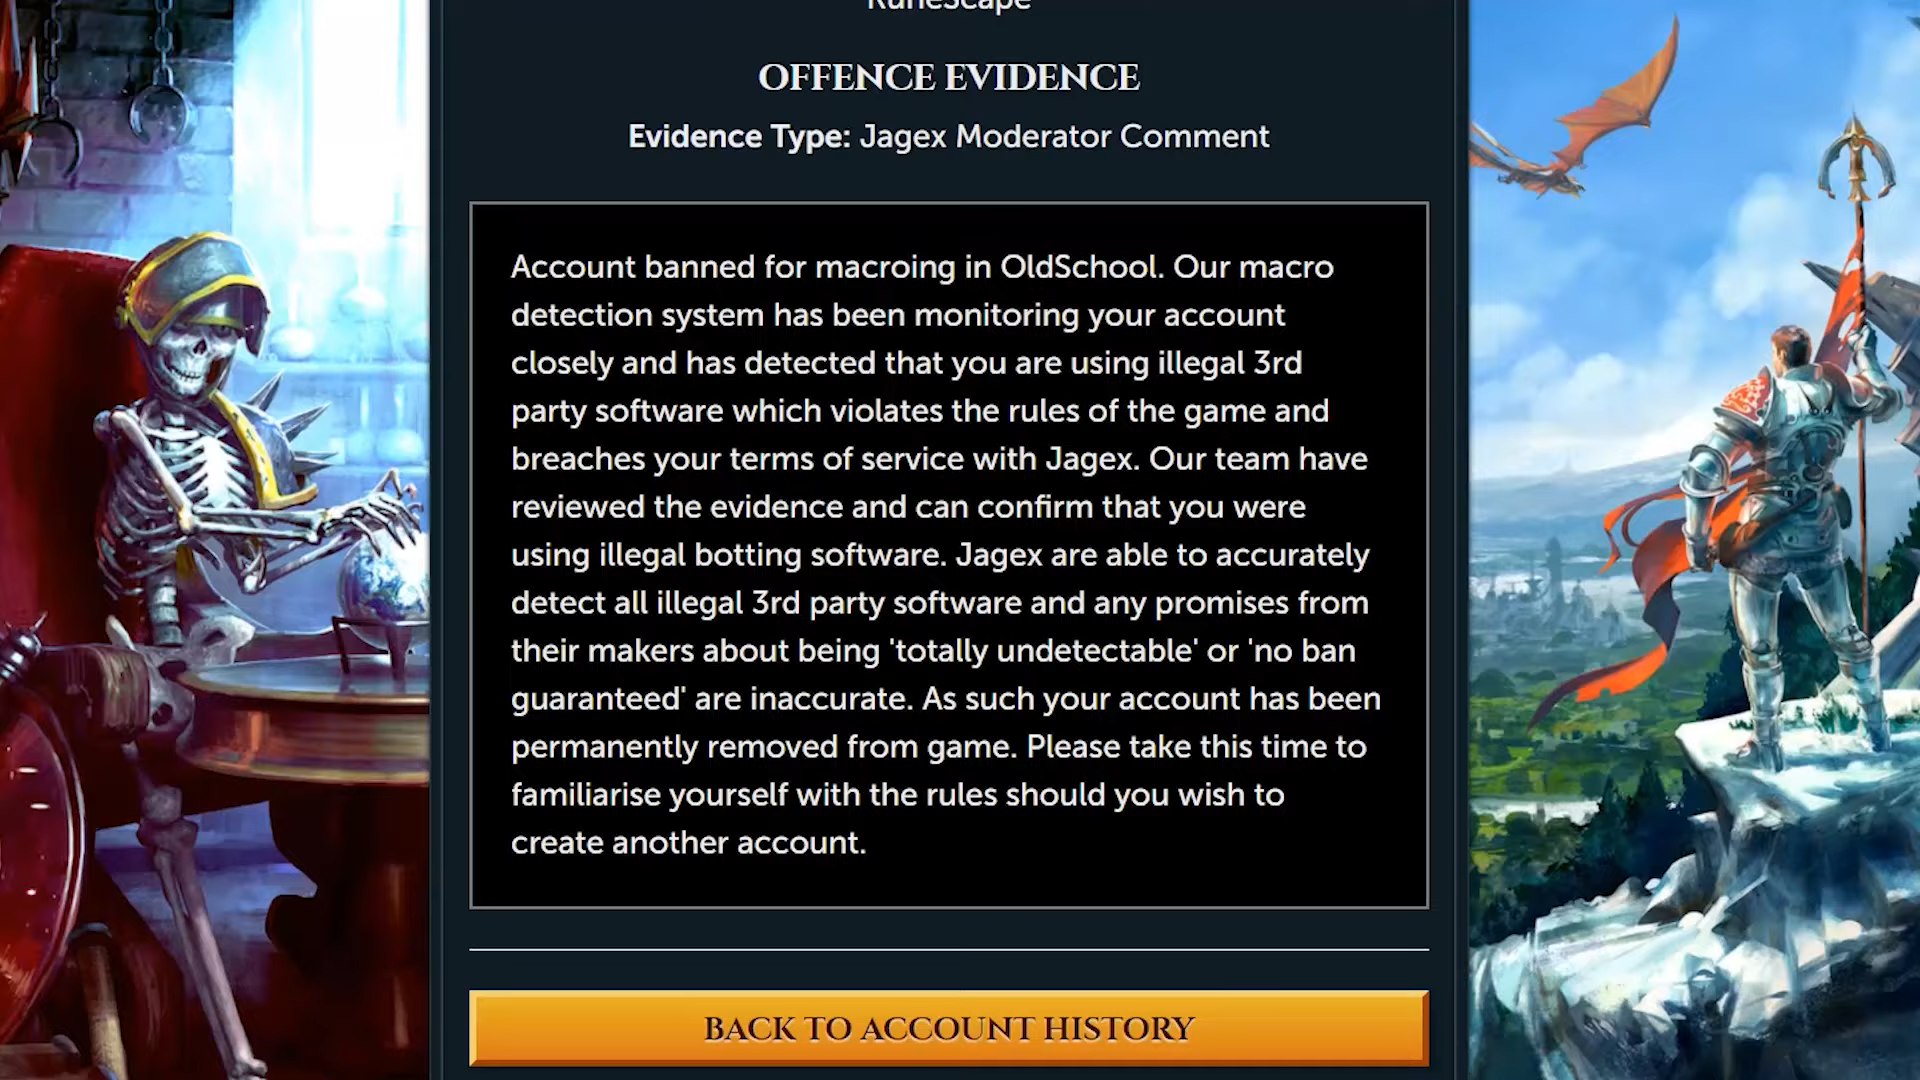 RuneScape
OFFENCE EVIDENCE
Evidence Type: Jagex Moderator Comment
Account banned for macroing in OldSchool. Our macro
detection system has been monitoring your account
closely and has detected that you are using illegal 3rd
party software which violates the rules of the game and
breaches your terms of service with Jagex. Our team have
reviewed the evidence and can confirm that you were
using illegal botting software. Jagex are able to accurately
detect all illegal 3rd party software and any promises from
their makers about being 'totally undetectable' or 'no ban
guaranteed' are inaccurate. As such your account has been
permanently removed from game. Please take this time to
familiarise yourself with the rules should you wish to
create another account.
BACK TO ACCOUNT HISTORY